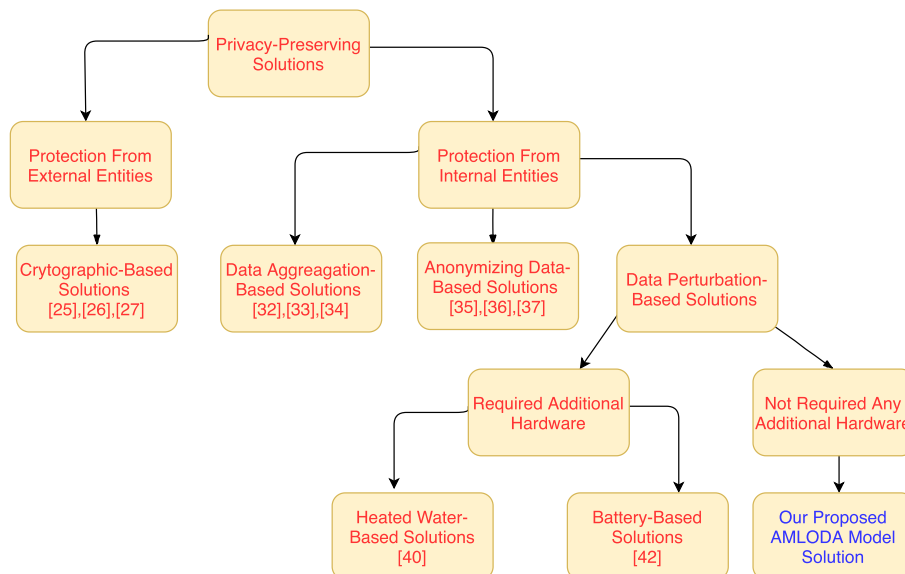 Privacy-Preserving
Solutions
Protection From
External Entities
Protection From
Internal Entities
Crytographic-Based
Solutions
[25],[26],[27]
Data Aggreagation-
Based Solutions
[32],[33],[34]
Anonymizing Data-
Based Solutions
[35],[36],[37]
Data Perturbation-
Based Solutions
Required Additional
Hardware
Not Required Any
Additional Hardware
Heated Water-
Based Solutions
[40]
Battery-Based
Solutions
[42]
Our Proposed
AMLODA Model
Solution